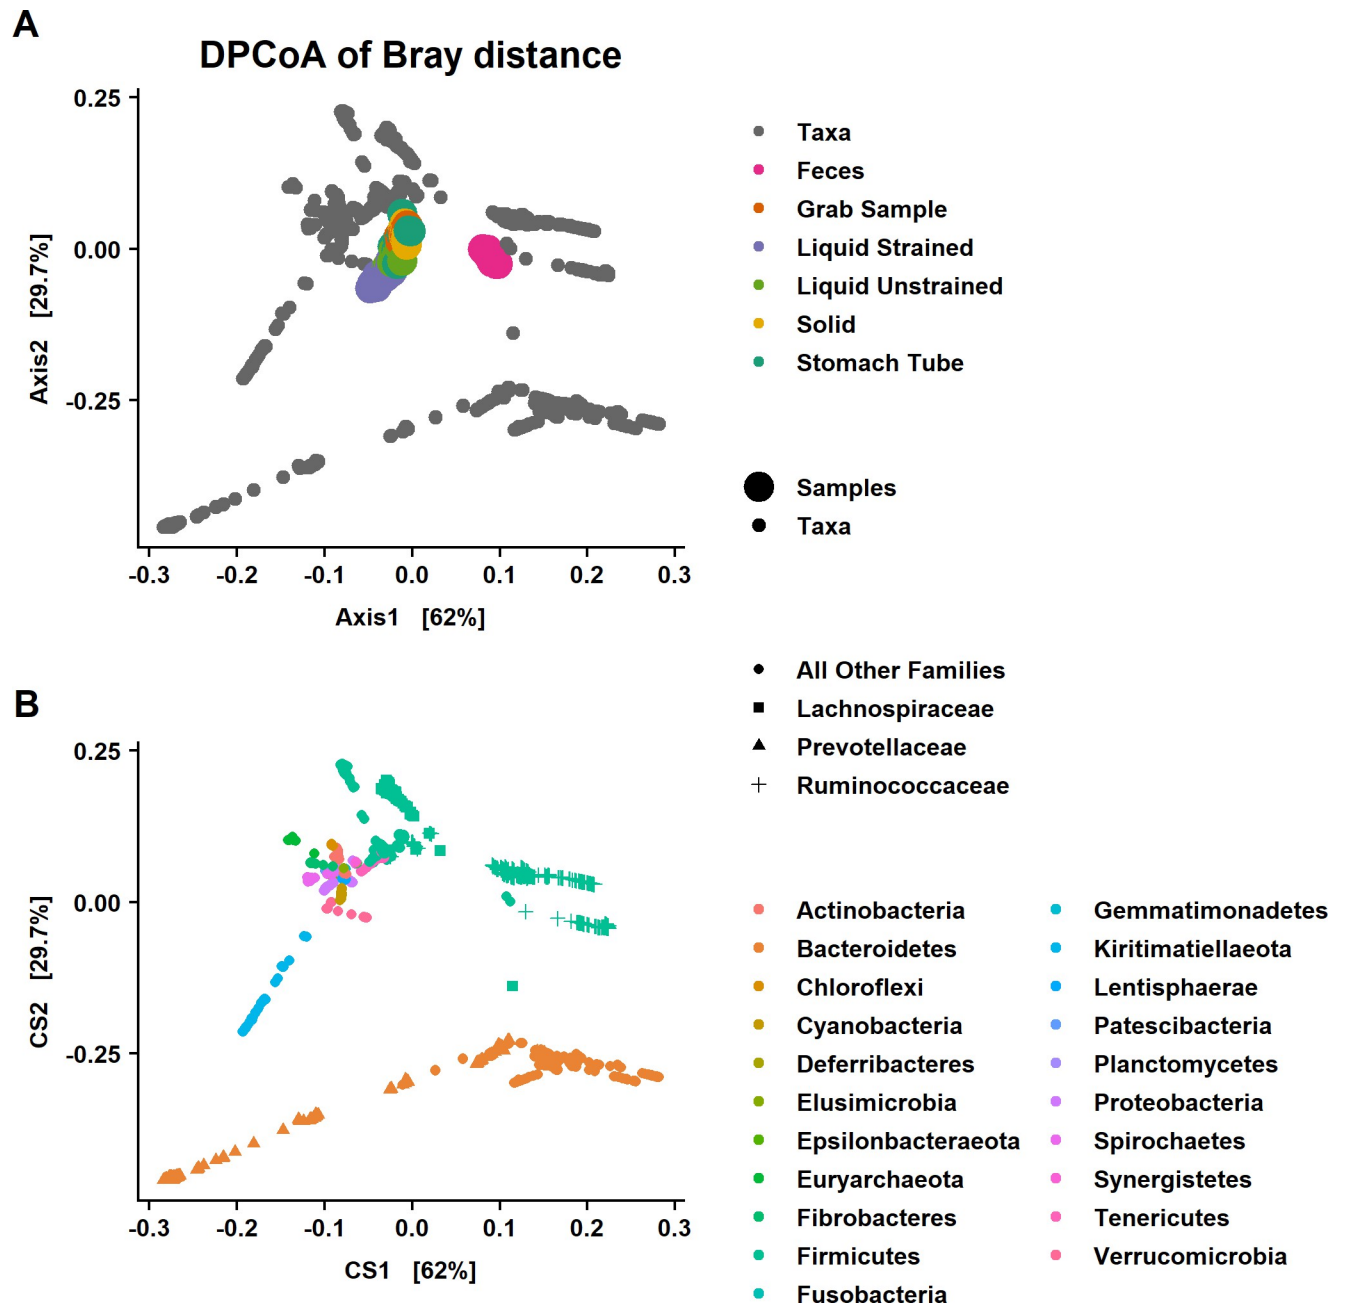 A
DPCoA of Bray distance
0.25
0.00
-0.25
Axis2 [29.7%]
-0.3 -0.2 -0.1 0.0 0.1 0.2 0.3
Axis1 [62%]
Taxa
Feces
Grab Sample
Liquid Strained
Liquid Unstrained
Solid
Stomach Tube
Samples
Taxa
B
0.25
0.00
-0.25
CS2 [29.7%]
-0.3 -0.2 -0.1 0.0 0.1 0.2 0.3
CS1 [62%]
All Other Families
Lachnospiraceae
Prevotellaceae
Ruminococcaceae
Actinobacteria
Bacteroidetes
Chloroflexi
Cyanobacteria
Deferribacteres
Elusimicrobia
Epsilonbacteraeota
Euryarchaeota
Fibrobacteres
Firmicutes
Fusobacteria
Gemmatimonadetes
Kiritimatiellaeota
Lentisphaerae
Patescibacteria
Planctomycetes
Proteobacteria
Spirochaetes
Synergistetes
Tenericutes
Verrucomicrobia